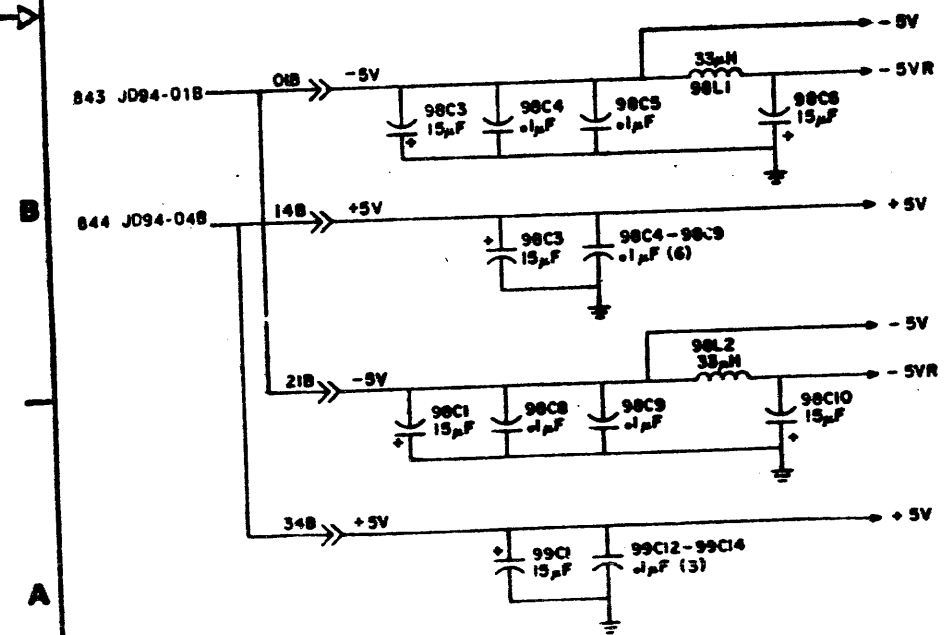 -5V
33µH
843 JD94-01B 01B -5V -5VR
98L1
98C3 98C4 98C5 98C6
15µF .1µF .1µF 15µF
+ +
B
844 JD94-04B 14B +5V +5V
+ 98C3 98C4-98C9
15µF .1µF (6)
-5V
98L2
33µH
21B -5V -5VR
98C1 98C8 98C9 98C10
15µF .1µF .1µF 15µF
+ +
34B +5V +5V
+ 99C1 99C12-99C14
15µF .1µF (3)
A